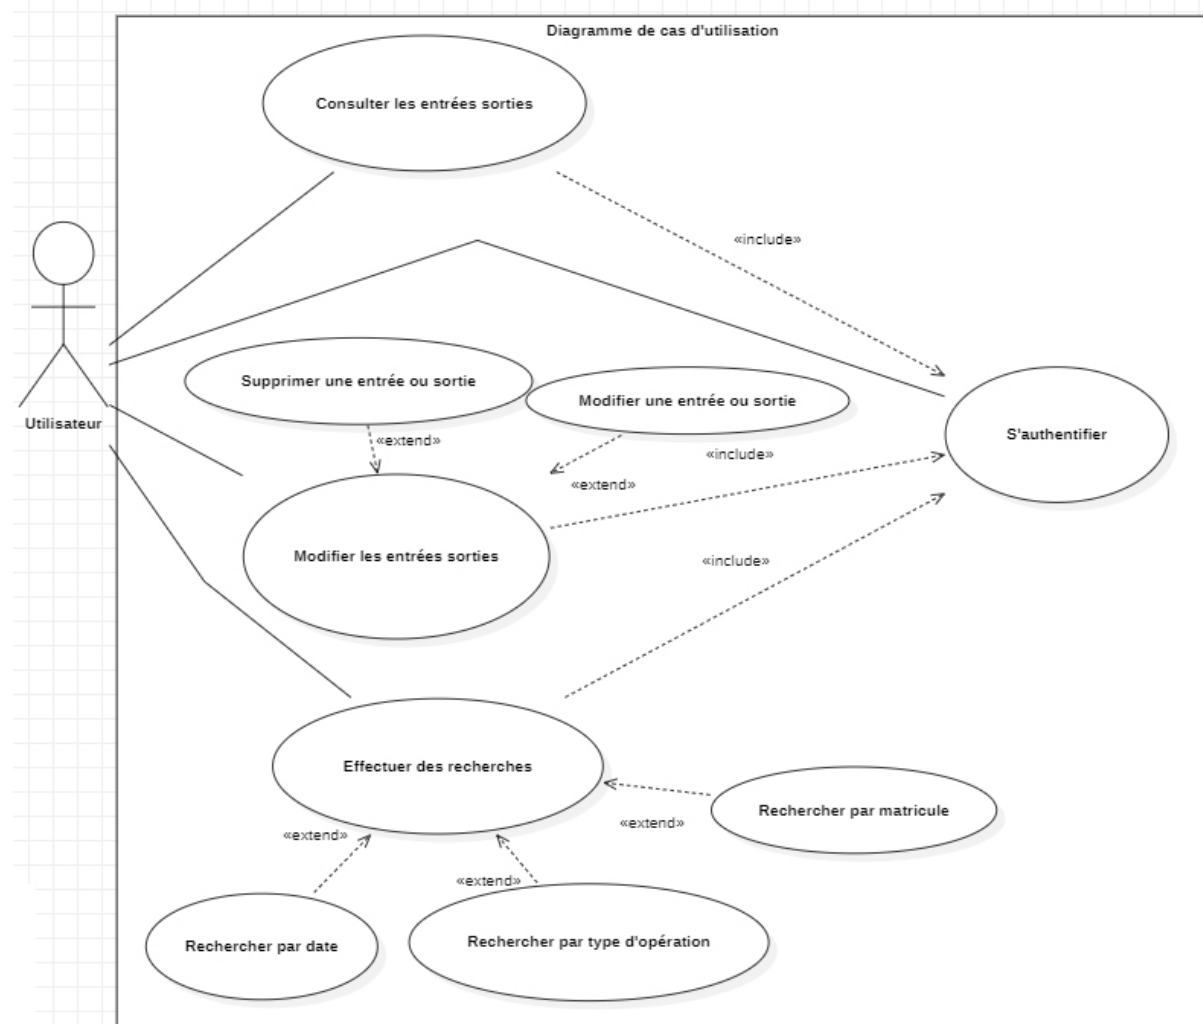 Diagramme de cas d'utilisation
Consulter les entrées sorties
«include»
Supprimer une entrée ou sortie
Modifier une entrée ou sortie
Utilisateur
«extend»
S'authentifier
«include»
«extend»
Modifier les entrées sorties
«include»
Effectuer des recherches
Rechercher par matricule
«extend»
«extend»
«extend»
Rechercher par date
Rechercher par type d'opération